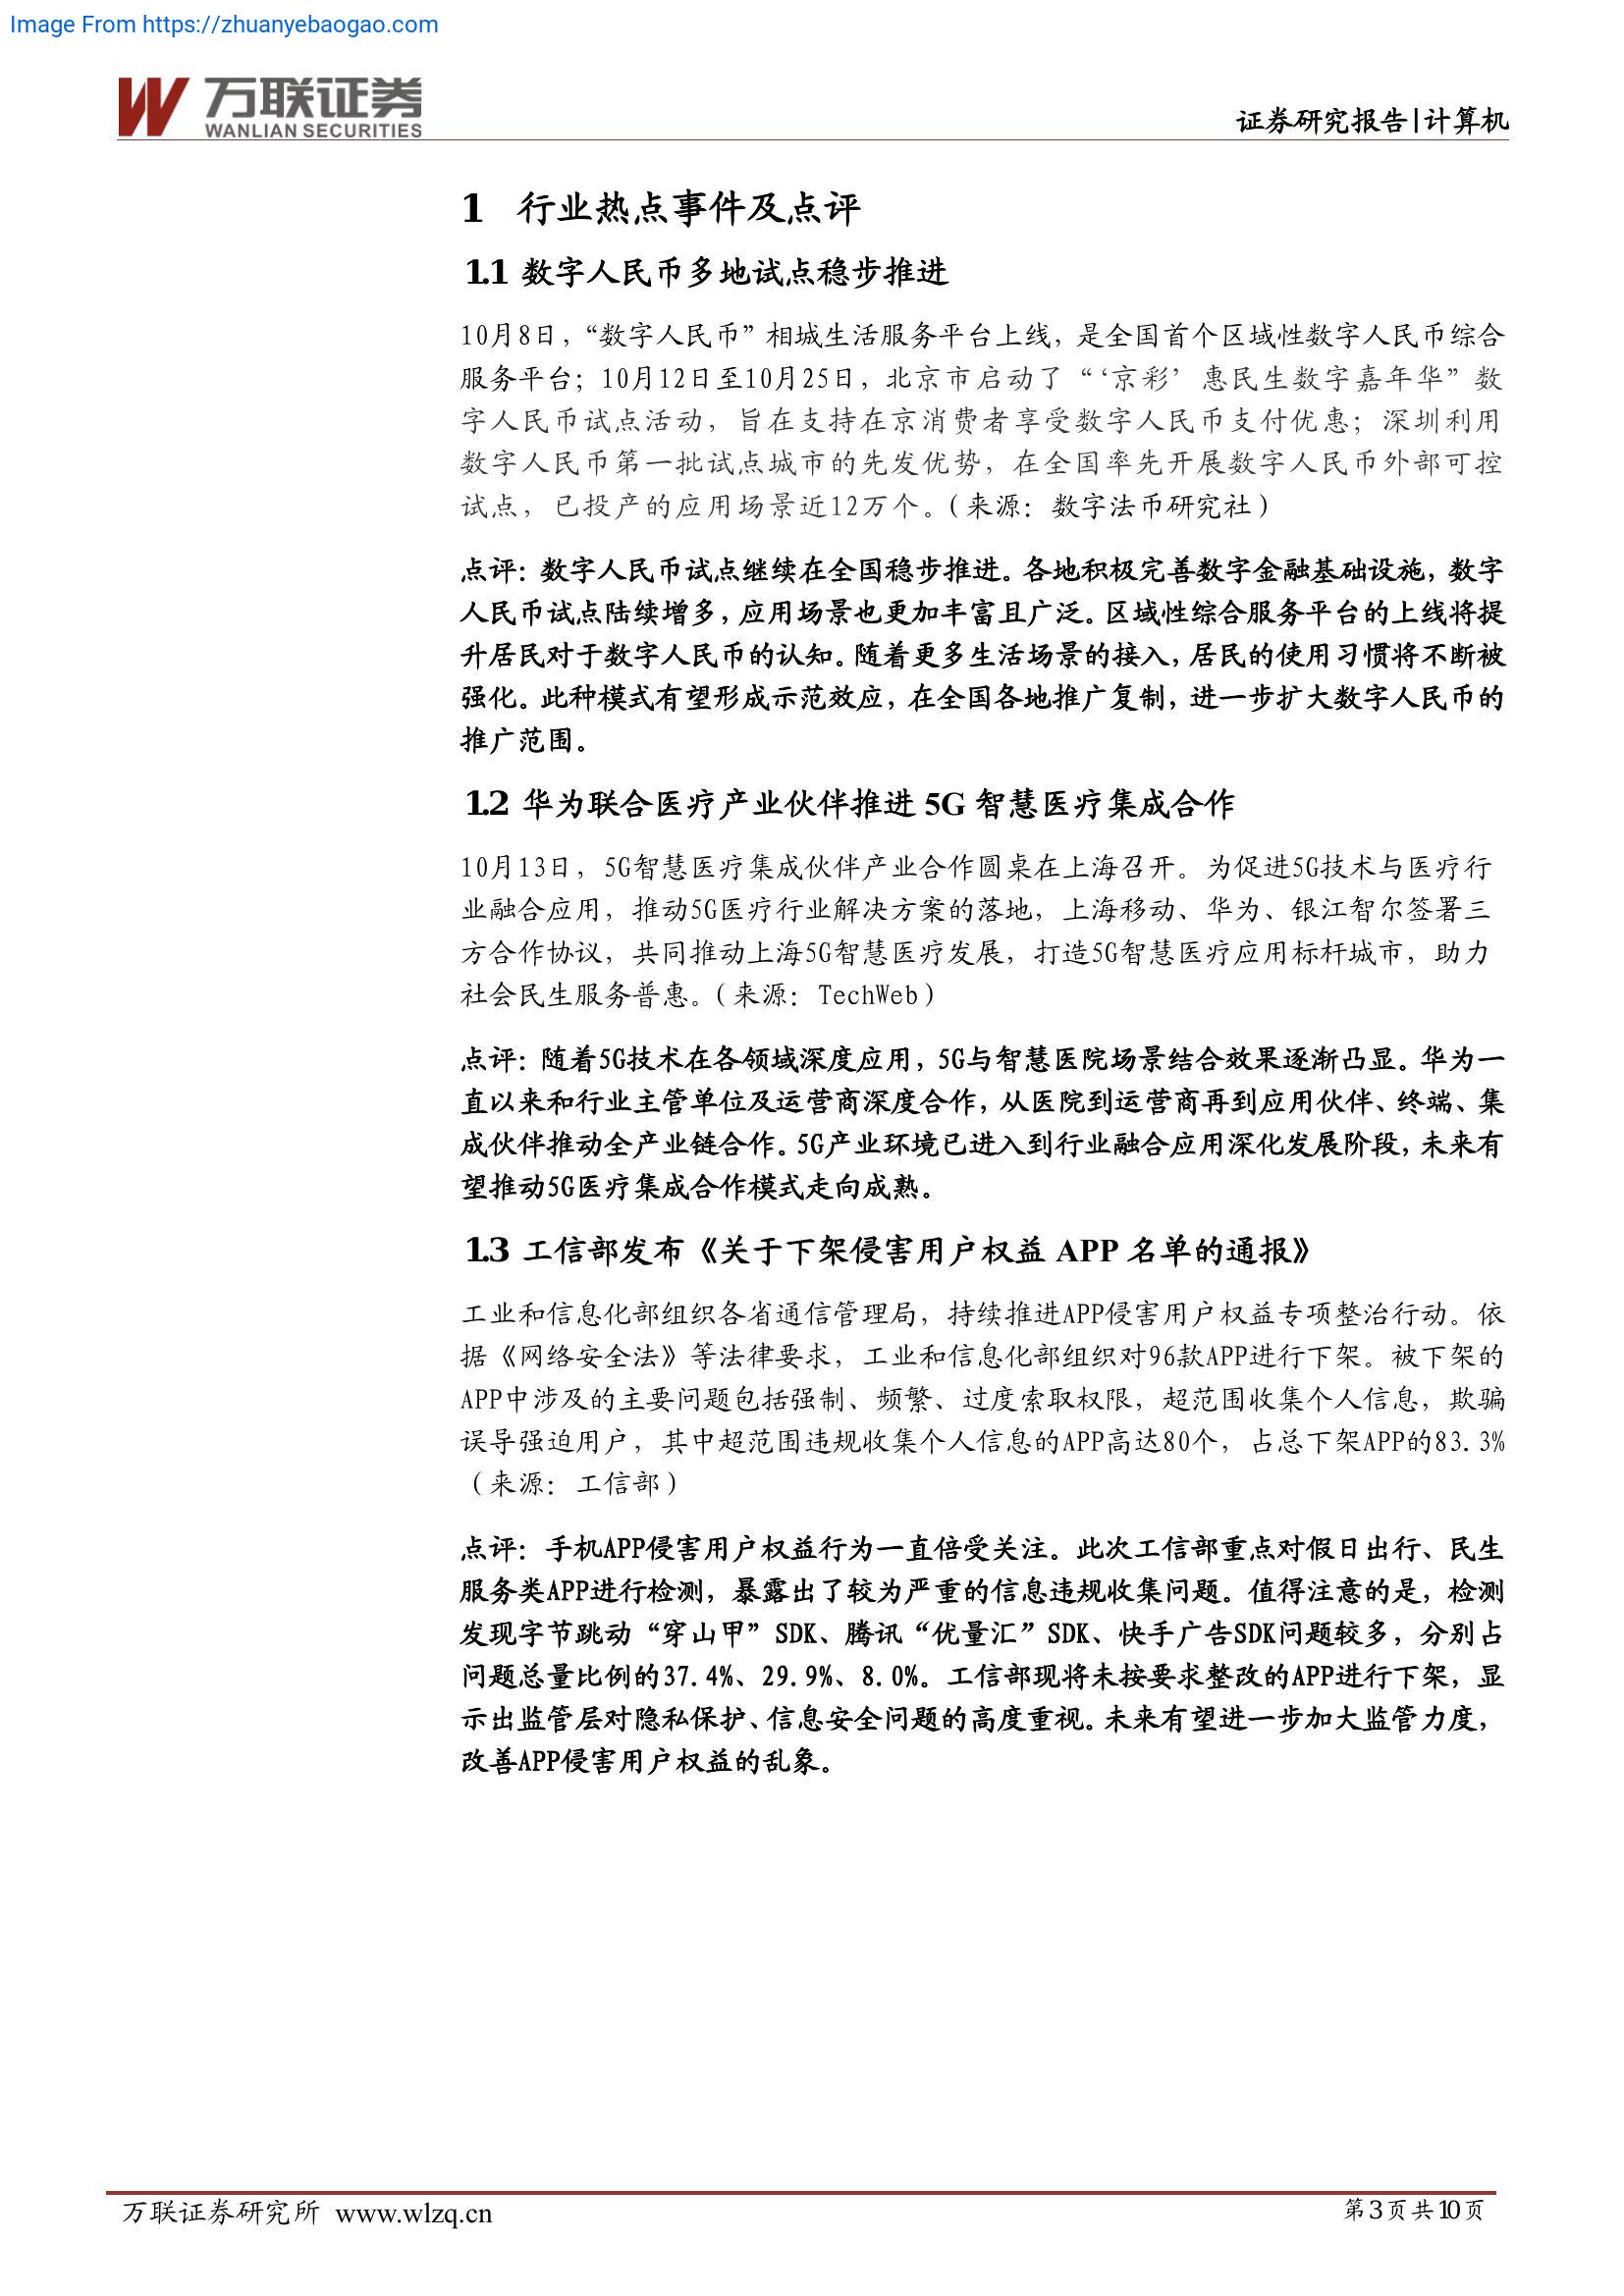 Image From https://zhuanyebaogao.com
万联证券
WANLIAN SECURITIES
证券研究报告|计算机
1 行业热点事件及点评
1.1 数字人民币多地试点稳步推进
10月8日，“数字人民币”相城生活服务平台上线，是全国首个区域性数字人民币综合
服务平台；10月12日至10月25日，北京市启动了“‘京彩’惠民生数字嘉年华”数
字人民币试点活动，旨在支持在京消费者享受数字人民币支付优惠；深圳利用
数字人民币第一批试点城市的先发优势，在全国率先开展数字人民币外部可控
试点，已投产的应用场景近12万个。（来源：数字法币研究社）
点评：数字人民币试点继续在全国稳步推进。各地积极完善数字金融基础设施，数字
人民币试点陆续增多，应用场景也更加丰富且广泛。区域性综合服务平台的上线将提
升居民对于数字人民币的认知。随着更多生活场景的接入，居民的使用习惯将不断被
强化。此种模式有望形成示范效应，在全国各地推广复制，进一步扩大数字人民币的
推广范围。
1.2 华为联合医疗产业伙伴推进 5G 智慧医疗集成合作
10月13日，5G智慧医疗集成伙伴产业合作圆桌在上海召开。为促进5G技术与医疗行
业融合应用，推动5G医疗行业解决方案的落地，上海移动、华为、银江智尔签署三
方合作协议，共同推动上海5G智慧医疗发展，打造5G智慧医疗应用标杆城市，助力
社会民生服务普惠。（来源：TechWeb）
点评：随着5G技术在各领域深度应用，5G与智慧医院场景结合效果逐渐凸显。华为一
直以来和行业主管单位及运营商深度合作，从医院到运营商再到应用伙伴、终端、集
成伙伴推动全产业链合作。5G产业环境已进入到行业融合应用深化发展阶段，未来有
望推动5G医疗集成合作模式走向成熟。
1.3 工信部发布《关于下架侵害用户权益 APP 名单的通报》
工业和信息化部组织各省通信管理局，持续推进APP侵害用户权益专项整治行动。依
据《网络安全法》等法律要求，工业和信息化部组织对96款APP进行下架。被下架的
APP中涉及的主要问题包括强制、频繁、过度索取权限，超范围收集个人信息，欺骗
误导强迫用户，其中超范围违规收集个人信息的APP高达80个，占总下架APP的83.3%
（来源：工信部）
点评：手机APP侵害用户权益行为一直倍受关注。此次工信部重点对假日出行、民生
服务类APP进行检测，暴露出了较为严重的信息违规收集问题。值得注意的是，检测
发现字节跳动“穿山甲”SDK、腾讯“优量汇”SDK、快手广告SDK问题较多，分别占
问题总量比例的37.4%、29.9%、8.0%。工信部现将未按要求整改的APP进行下架，显
示出监管层对隐私保护、信息安全问题的高度重视。未来有望进一步加大监管力度，
改善APP侵害用户权益的乱象。
万联证券研究所 www.wlzq.cn
第3页共10页